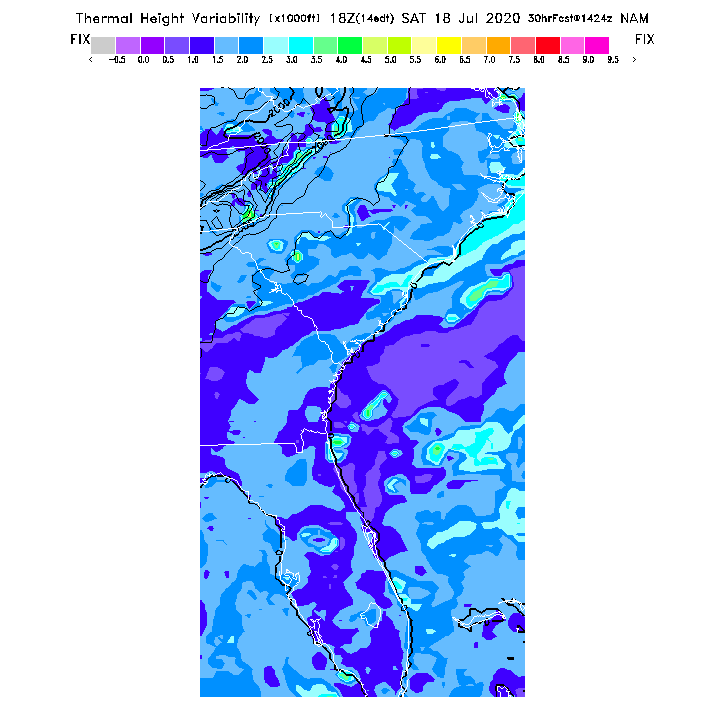 Thermal Height Variability [x1000ft] 18Z(14edt) SAT 18 Jul 2020 30hrFcst@1424z NAM
FIX FIX
< -0.5 0.0 0.5 1.0 1.5 2.0 2.5 3.0 3.5 4.0 4.5 5.0 5.5 6.0 6.5 7.0 7.5 8.0 8.5 9.0 9.5 >
2000